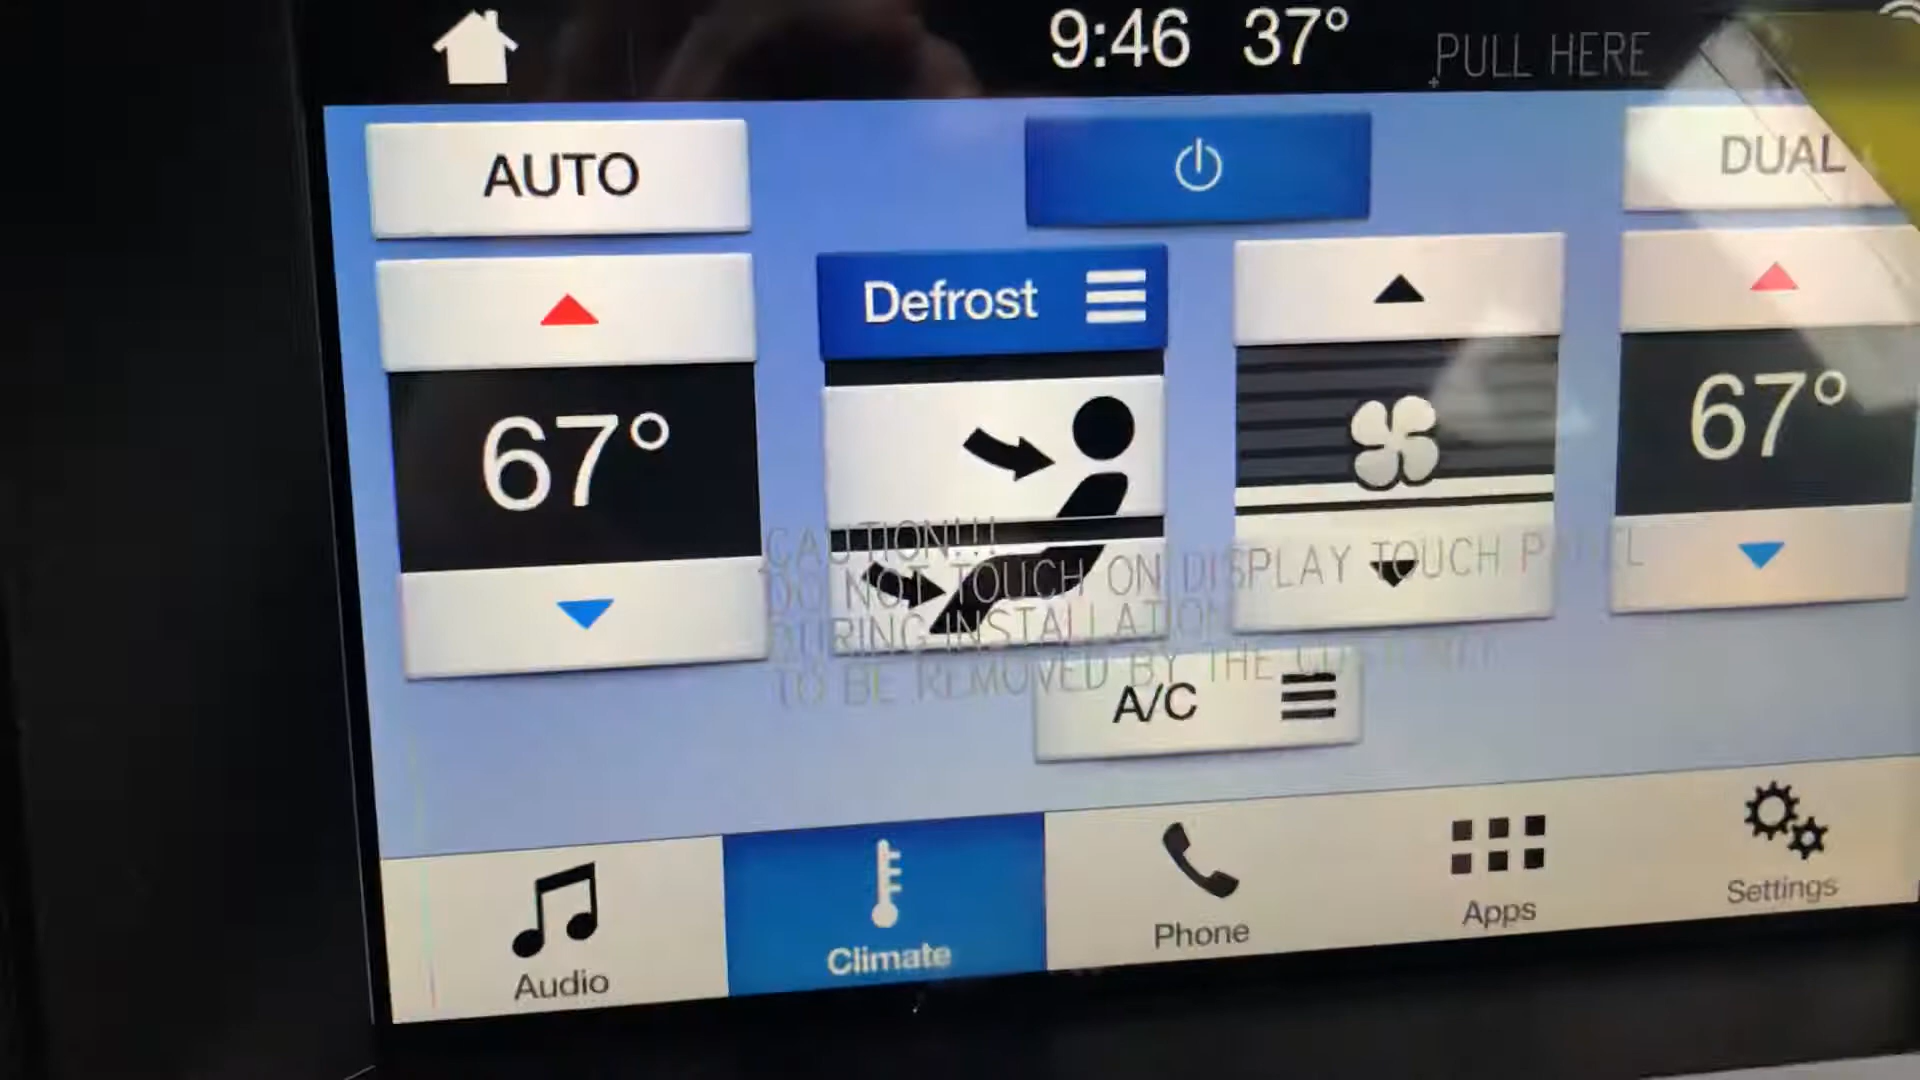 9:46 37°
PULL HERE
AUTO
DUAL
Defrost
67°
67°
CAUTION!!!
DO NOT TOUCH ON DISPLAY TOUCH PANEL
DURING INSTALLATION
TO BE REMOVED BY THE CUSTOMER
A/C
Audio
Climate
Phone
Apps
Settings